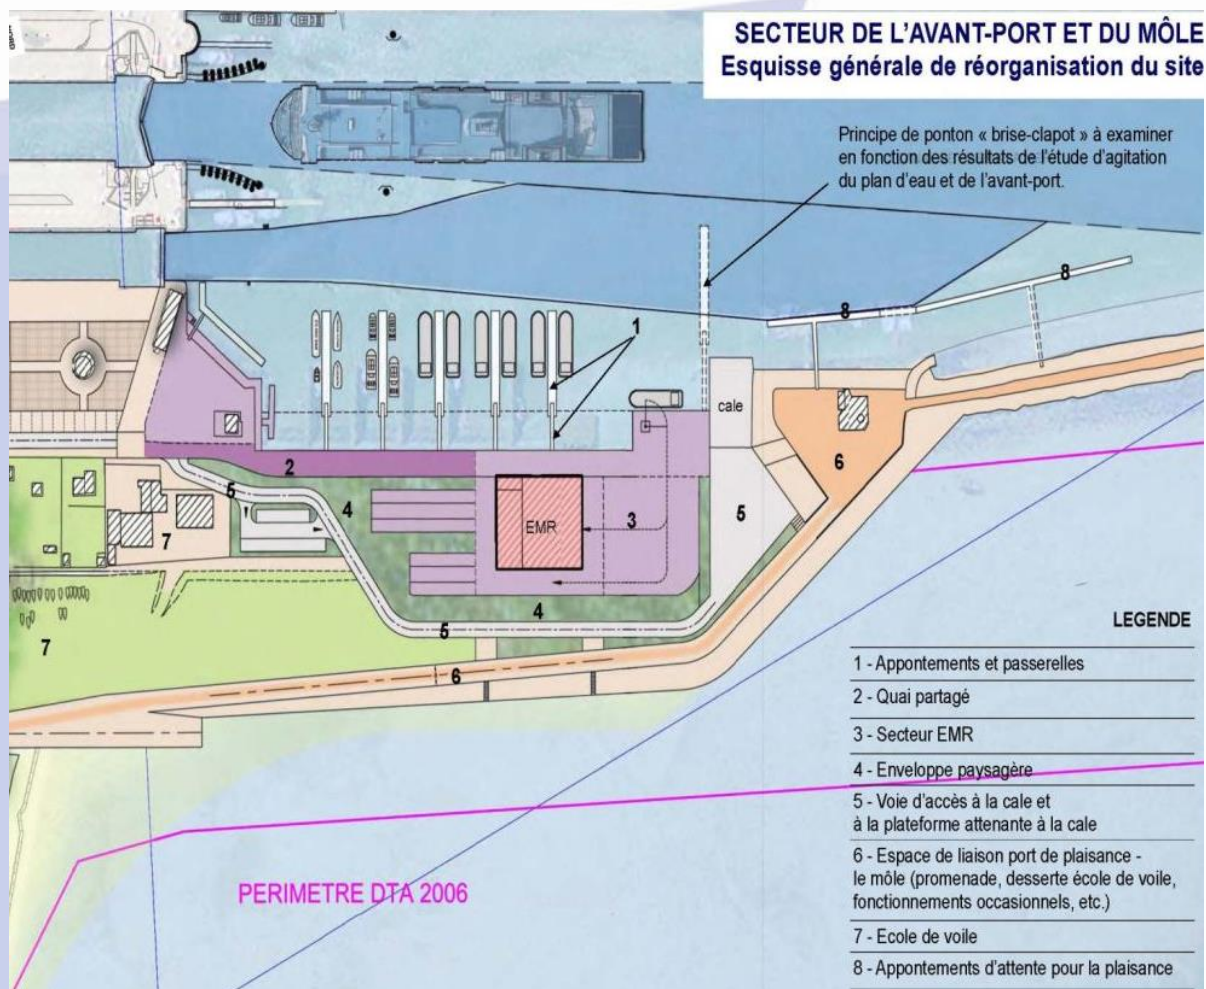 SECTEUR DE L'AVANT-PORT ET DU MÔLE
Esquisse générale de réorganisation du site
Principe de ponton « brise-clapot » à examiner
en fonction des résultats de l'étude d'agitation
du plan d'eau et de l'avant-port.
8
8
1
cale
6
2
5
4
5
3
EMR
7
4
5
7
6
PERIMETRE DTA 2006
LEGENDE
1 - Appontements et passerelles
2 - Quai partagé
3 - Secteur EMR
4 - Enveloppe paysagère
5 - Voie d'accès à la cale et
à la plateforme attenante à la cale
6 - Espace de liaison port de plaisance -
le môle (promenade, desserte école de voile,
fonctionnements occasionnels, etc.)
7 - Ecole de voile
8 - Appontements d'attente pour la plaisance